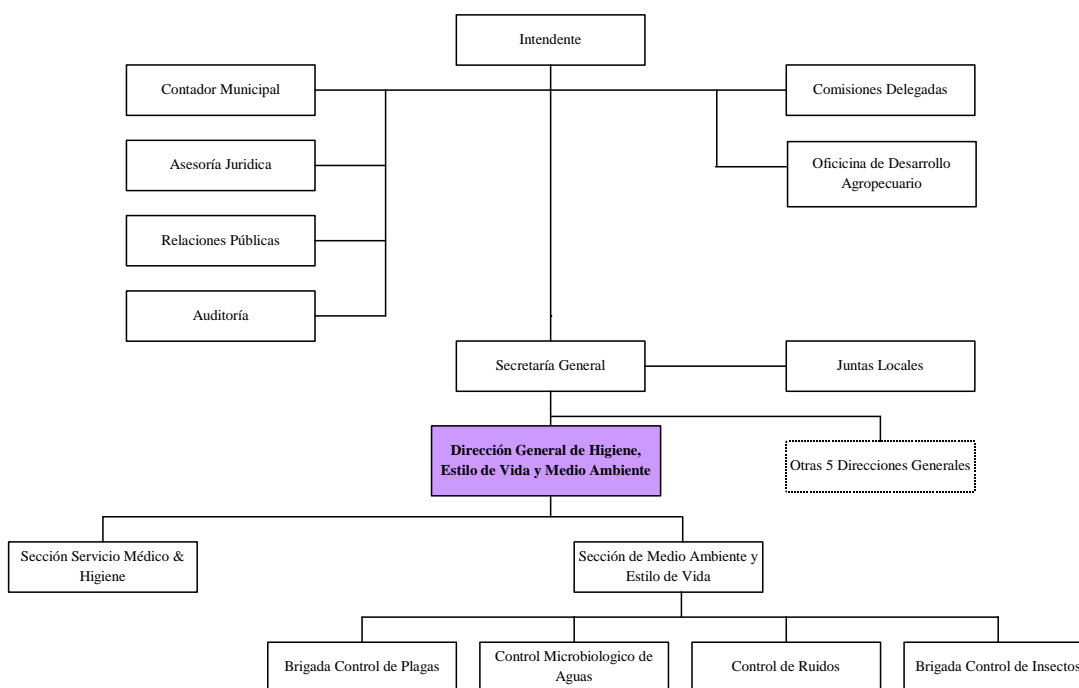 Intendente
Contador Municipal
Comisiones Delegadas
Asesoría Juridica
Oficicina de Desarrollo
Agropecuario
Relaciones Públicas
Auditoría
Secretaría General
Juntas Locales
Dirección General de Higiene,
Estilo de Vida y Medio Ambiente
Otras 5 Direcciones Generales
Sección Servicio Médico &
Higiene
Sección de Medio Ambiente y
Estilo de Vida
Brigada Control de Plagas
Control Microbiologico de
Aguas
Control de Ruidos
Brigada Control de Insectos